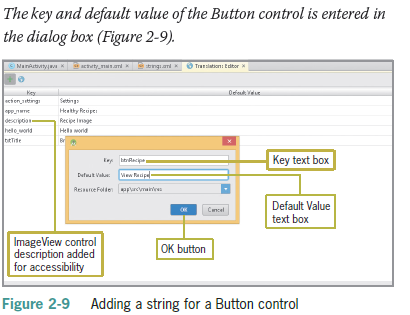 The key and default value of the Button control is entered in
the dialog box (Figure 2-9).
MainActivity.java × activity_main.xml × strings.xml × Translations Editor ×
Key Default Value
action_settings Settings
app_name Healthy Recipes
description Recipe Image
hello_world Hello world!
txtTitle
Key: btnRecipe
Default Value: View Recipe
Resource Folder: app\src\main\res
OK Cancel
Key text box
Default Value
text box
OK button
ImageView control
description added
for accessibility
Figure 2-9 Adding a string for a Button control